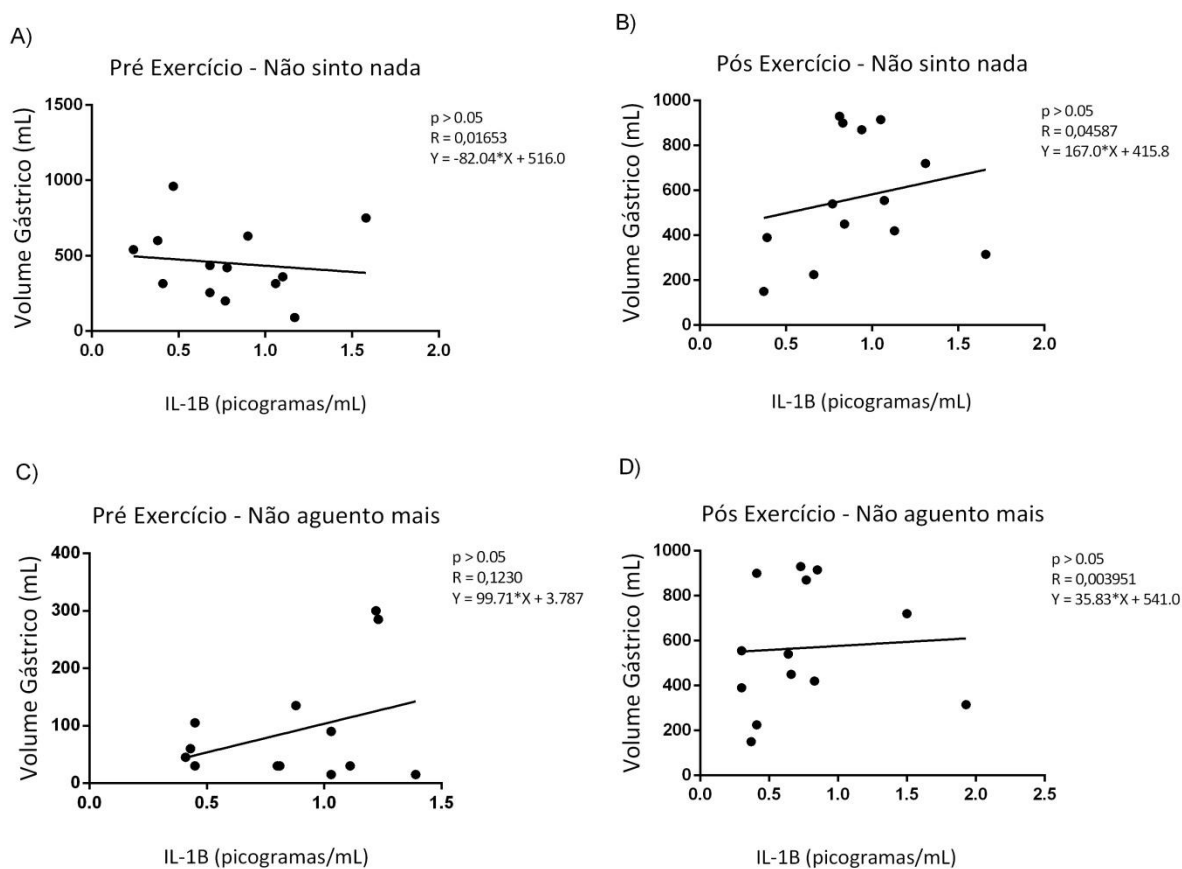 A)
Pré Exercício - Não sinto nada
p > 0.05
R = 0,01653
Y = -82.04*X + 516.0
Volume Gástrico (mL)
1500
1000
500
0
0.0 0.5 1.0 1.5 2.0
IL-1B (picogramas/mL)
B)
Pós Exercício - Não sinto nada
p > 0.05
R = 0,04587
Y = 167.0*X + 415.8
Volume Gástrico (mL)
1000
800
600
400
200
0
0.0 0.5 1.0 1.5 2.0
IL-1B (picogramas/mL)
C)
Pré Exercício - Não aguento mais
p > 0.05
R = 0,1230
Y = 99.71*X + 3.787
Volume Gástrico (mL)
400
300
200
100
0
0.0 0.5 1.0 1.5
IL-1B (picogramas/mL)
D)
Pós Exercício - Não aguento mais
p > 0.05
R = 0,003951
Y = 35.83*X + 541.0
Volume Gástrico (mL)
1000
800
600
400
200
0
0.0 0.5 1.0 1.5 2.0 2.5
IL-1B (picogramas/mL)